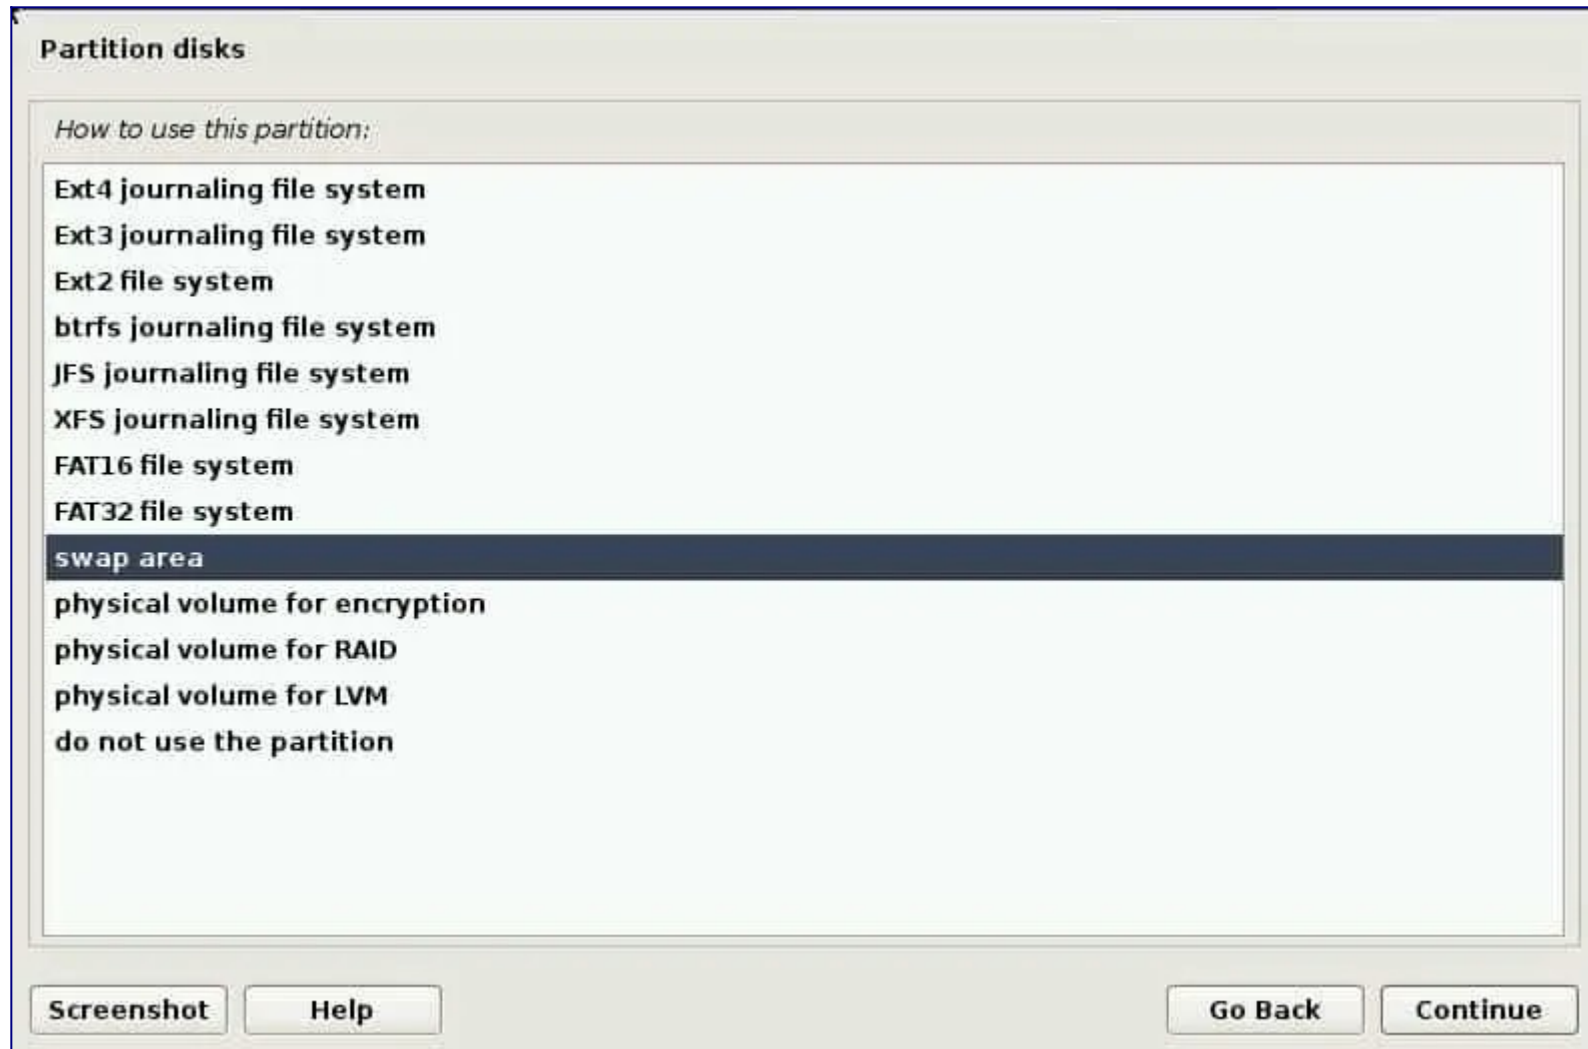 Partition disks
How to use this partition:
Ext4 journaling file system
Ext3 journaling file system
Ext2 file system
btrfs journaling file system
JFS journaling file system
XFS journaling file system
FAT16 file system
FAT32 file system
swap area
physical volume for encryption
physical volume for RAID
physical volume for LVM
do not use the partition
Screenshot Help Go Back Continue